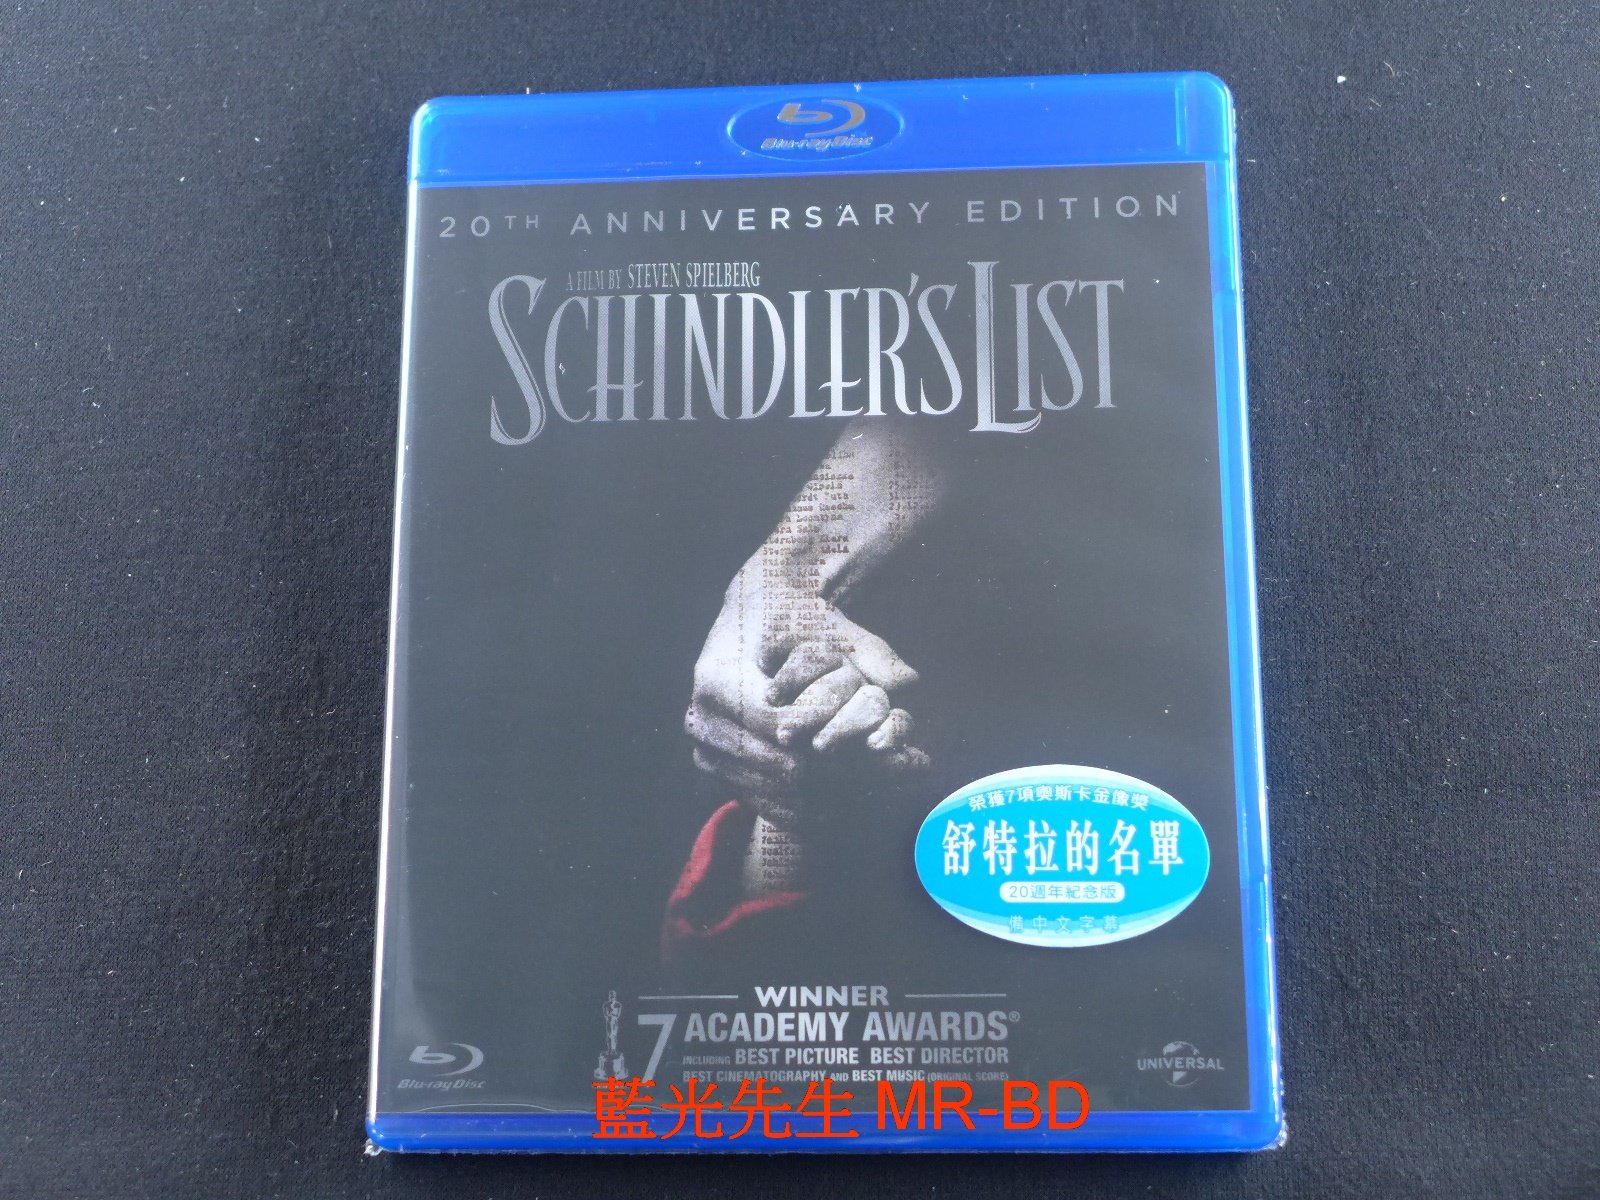 Blu-ray Disc
20TH ANNIVERSARY EDITION
A FILM BY STEVEN SPIELBERG
SCHINDLER'S LIST
榮獲7項奧斯卡金像獎
舒特拉的名單
20週年紀念版
備中文字幕
WINNER
7 ACADEMY AWARDS®
INCLUDING BEST PICTURE BEST DIRECTOR
BEST CINEMATOGRAPHY AND BEST MUSIC (ORIGINAL SCORE)
Blu-ray Disc
UNIVERSAL
藍光先生 MR-BD